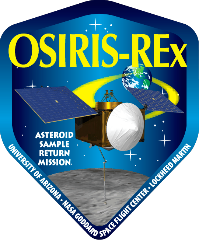 OSIRIS-REx
ASTEROID
SAMPLE
RETURN
MISSION
UNIVERSITY OF ARIZONA • NASA GODDARD SPACE FLIGHT CENTER • LOCKHEED MARTIN